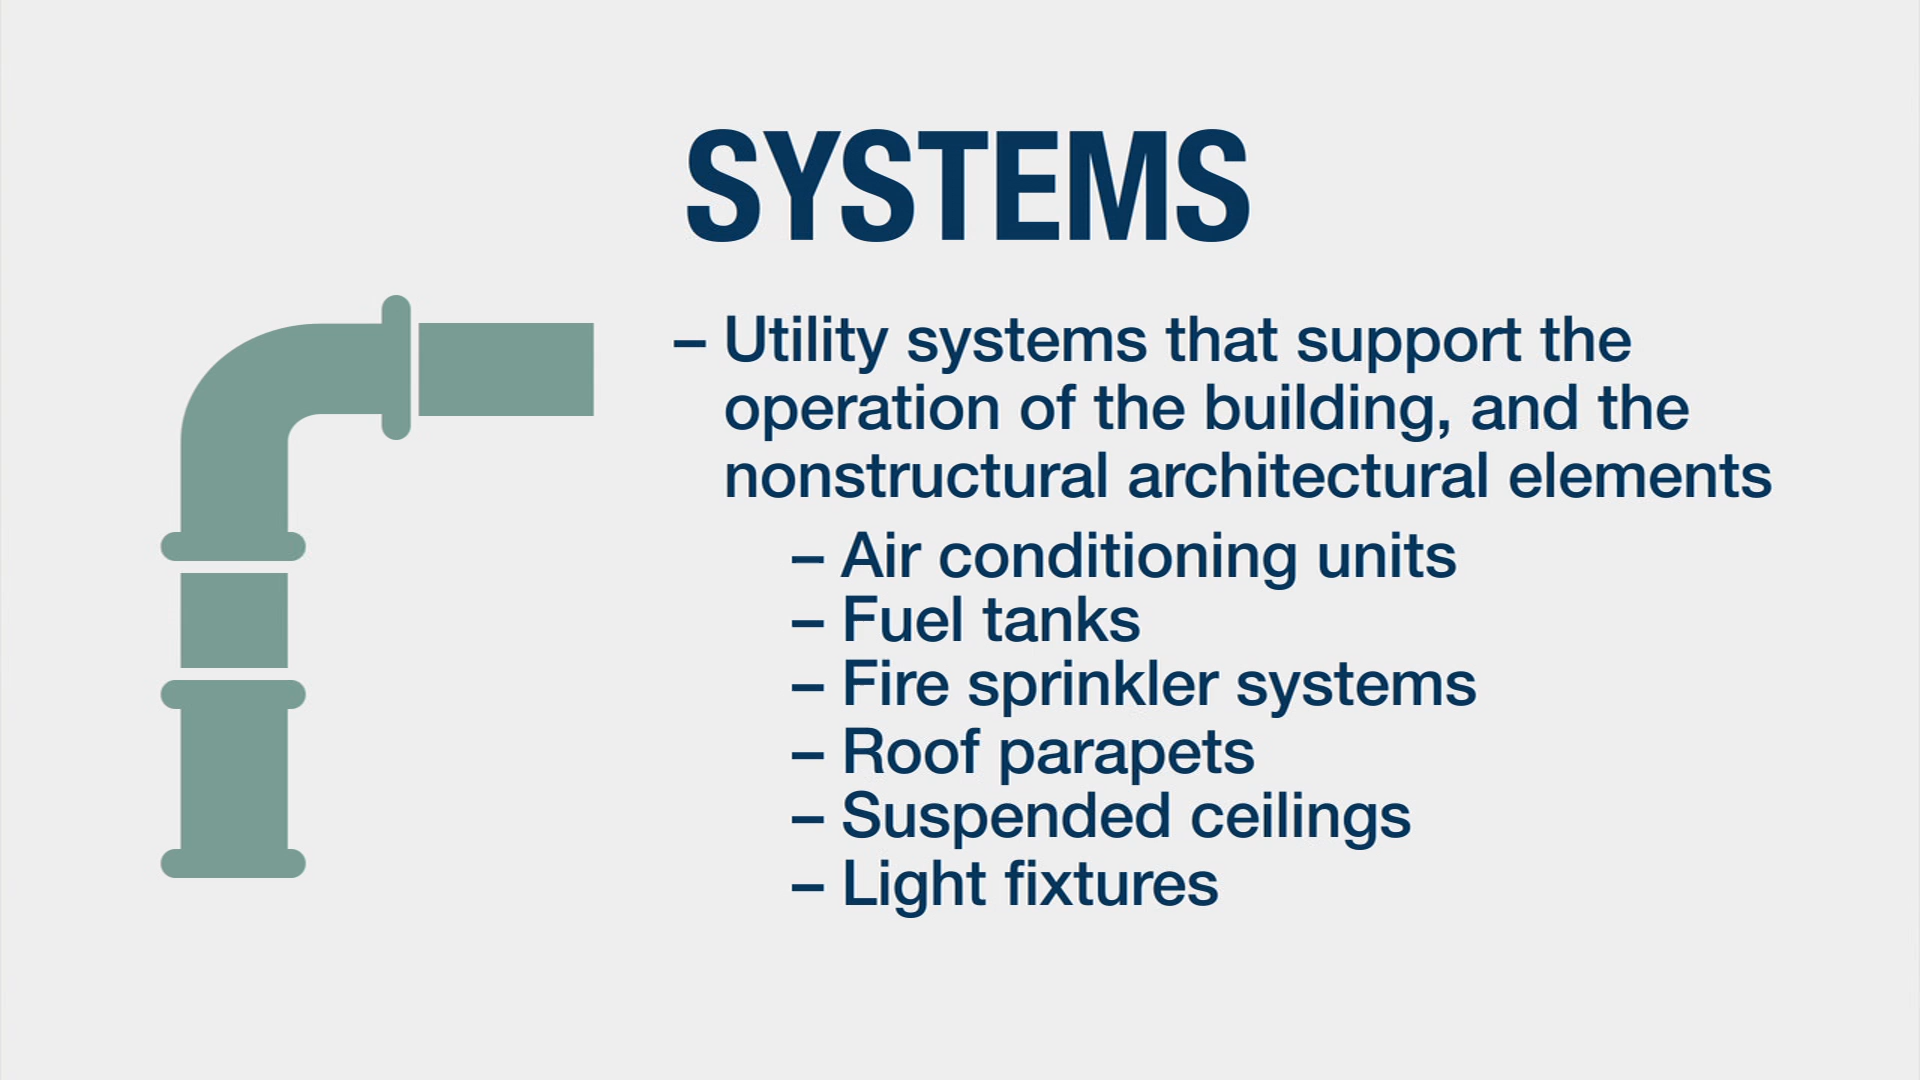 SYSTEMS
– Utility systems that support the
operation of the building, and the
nonstructural architectural elements
– Air conditioning units
– Fuel tanks
– Fire sprinkler systems
– Roof parapets
– Suspended ceilings
– Light fixtures